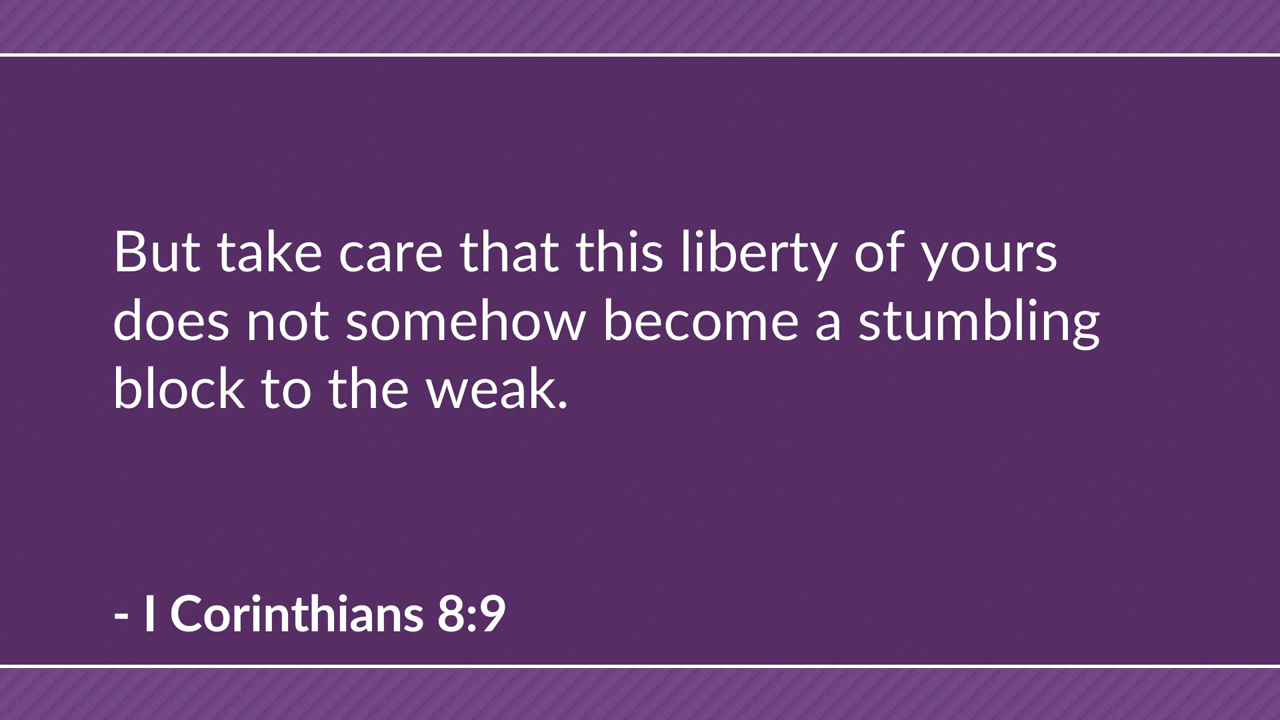 But take care that this liberty of yours
does not somehow become a stumbling
block to the weak.
- I Corinthians 8:9